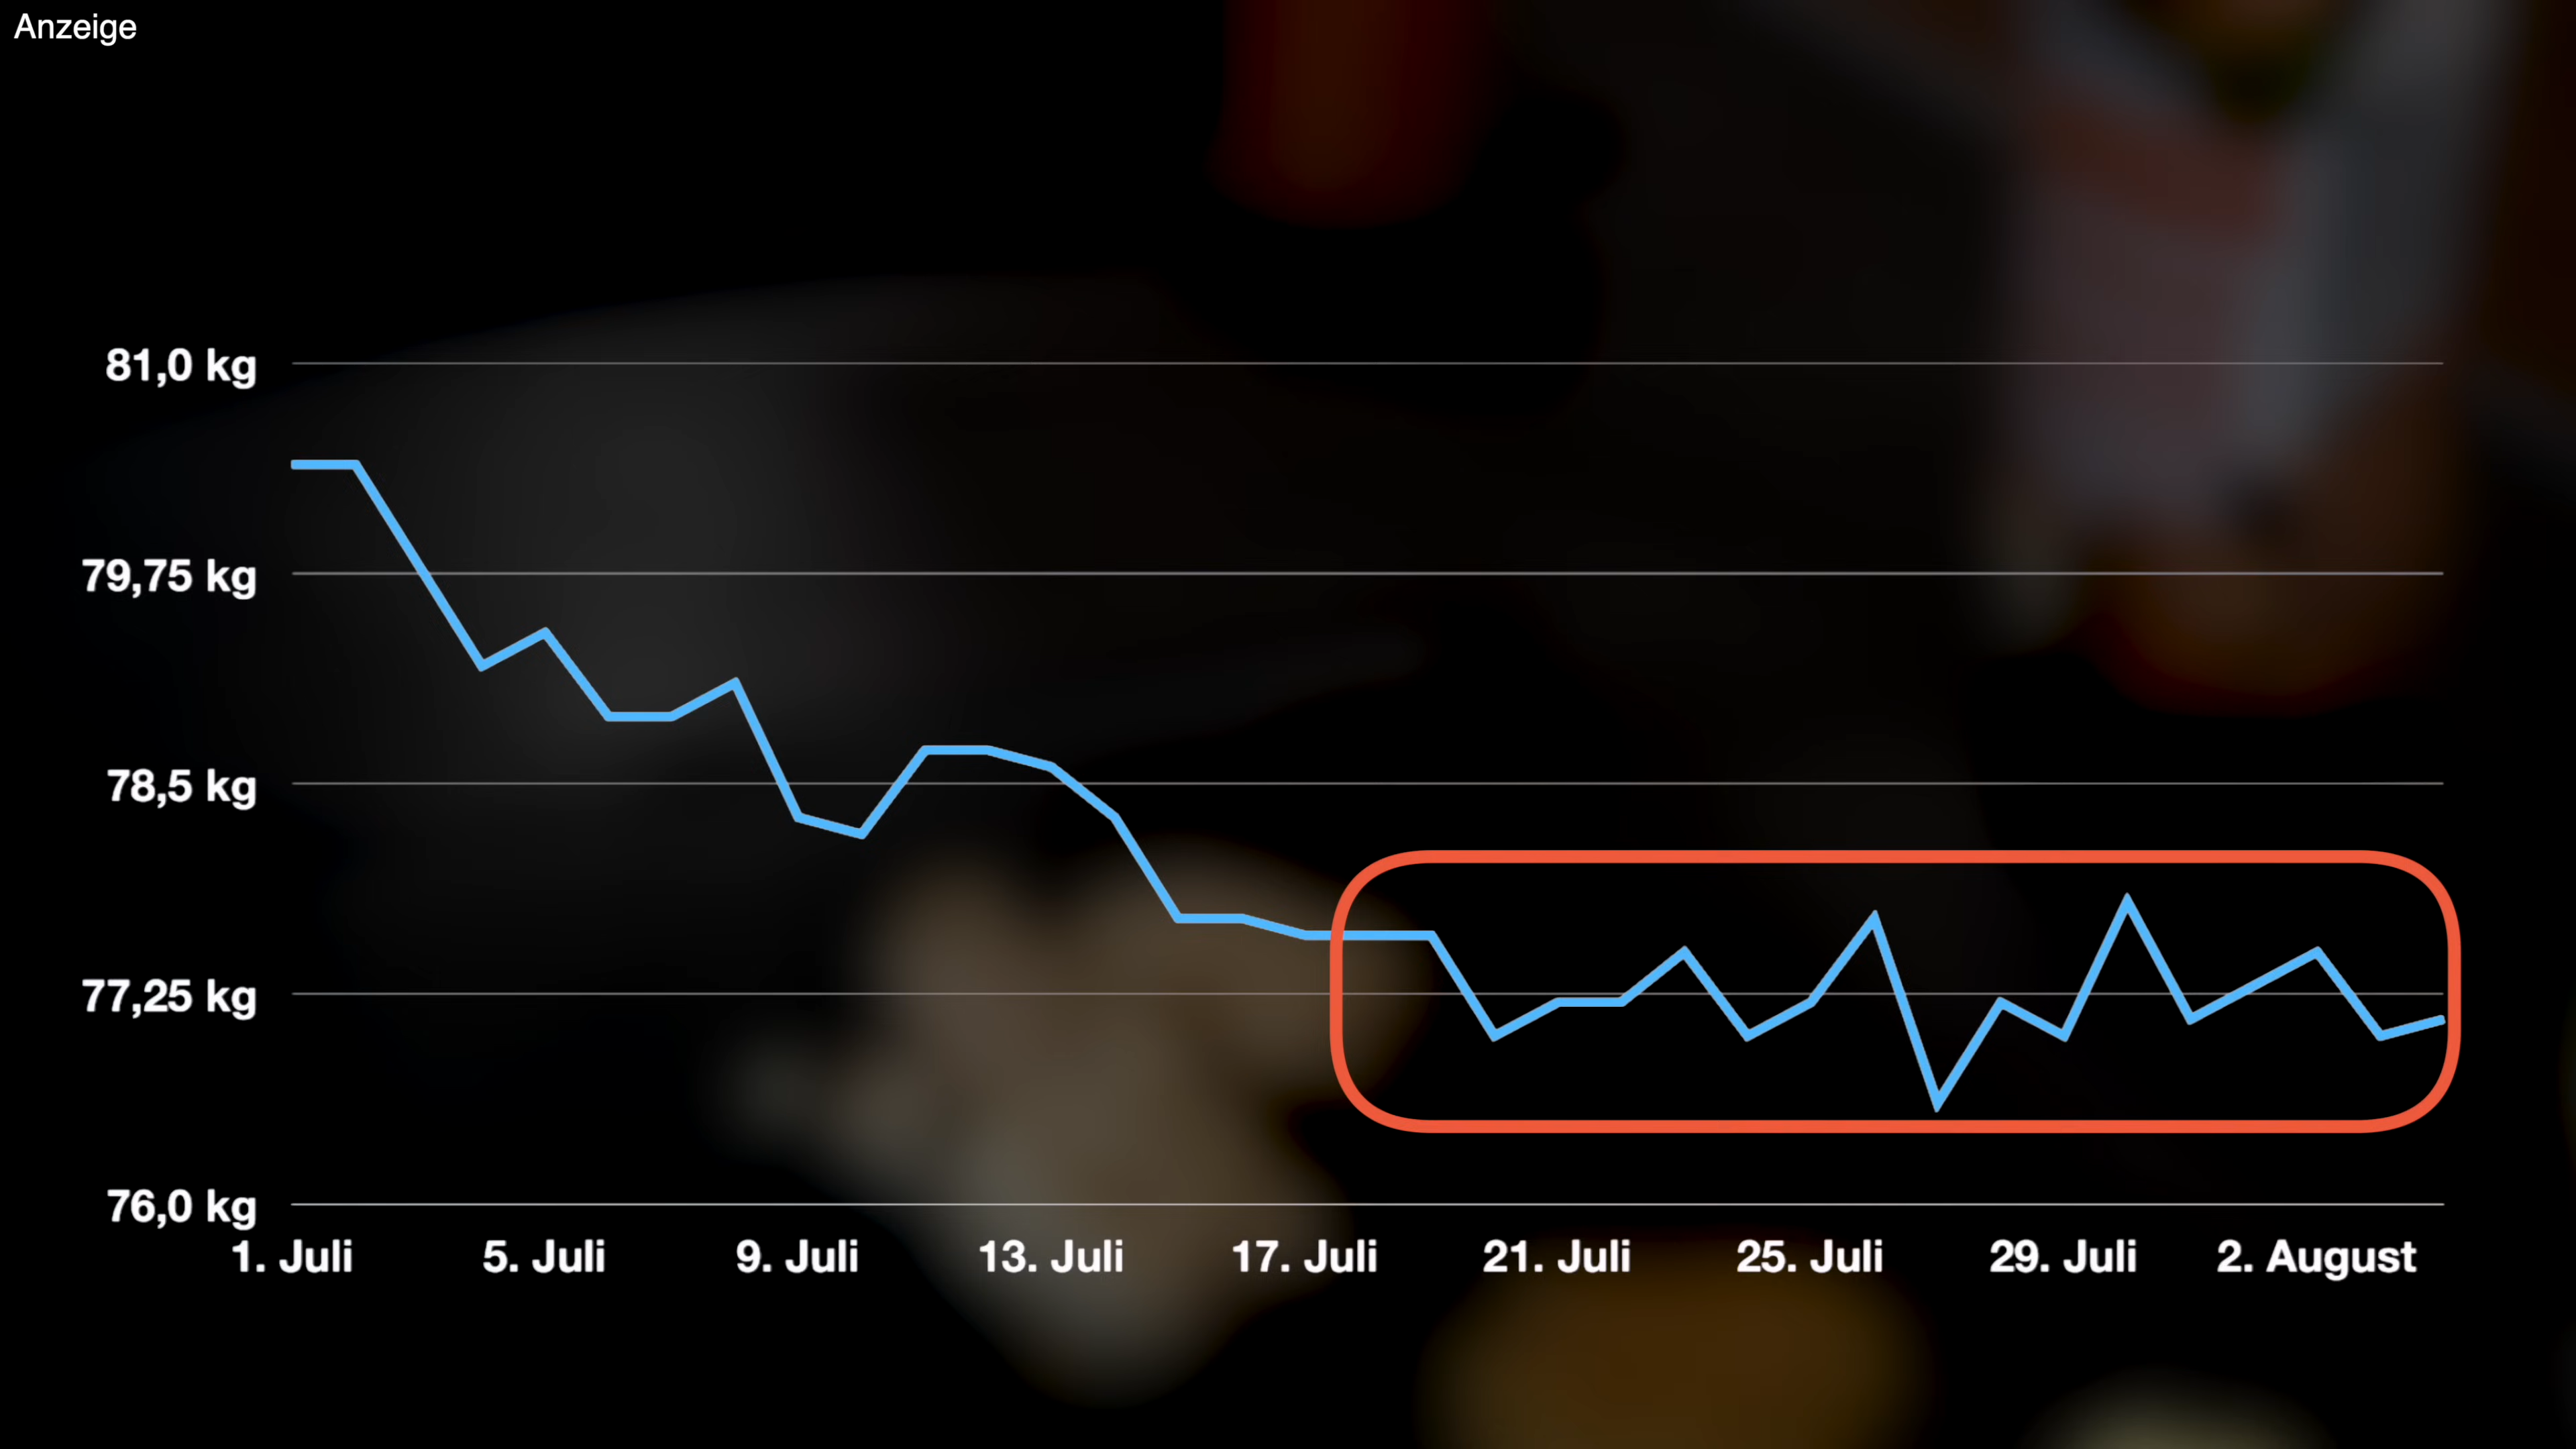 Anzeige
81,0 kg
79,75 kg
78,5 kg
77,25 kg
76,0 kg
1. Juli 5. Juli 9. Juli 13. Juli 17. Juli 21. Juli 25. Juli 29. Juli 2. August